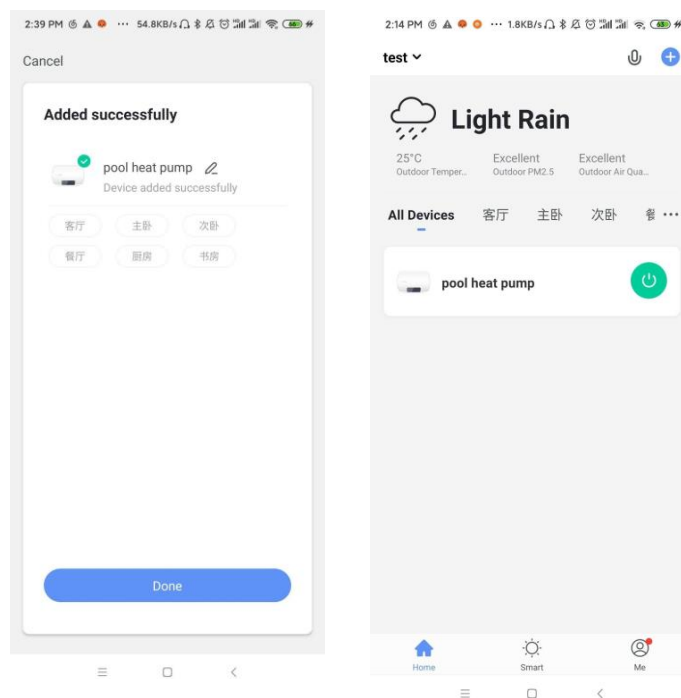 2:39 PM ··· 54.8KB/s 66
Cancel
Added successfully
pool heat pump
Device added successfully
客厅 主卧 次卧
餐厅 厨房 书房
Done
2:14 PM ··· 1.8KB/s 65
test
Light Rain
25°C Excellent Excellent
Outdoor Temper... Outdoor PM2.5 Outdoor Air Qua...
All Devices 客厅 主卧 次卧 ···
pool heat pump
Home Smart Me